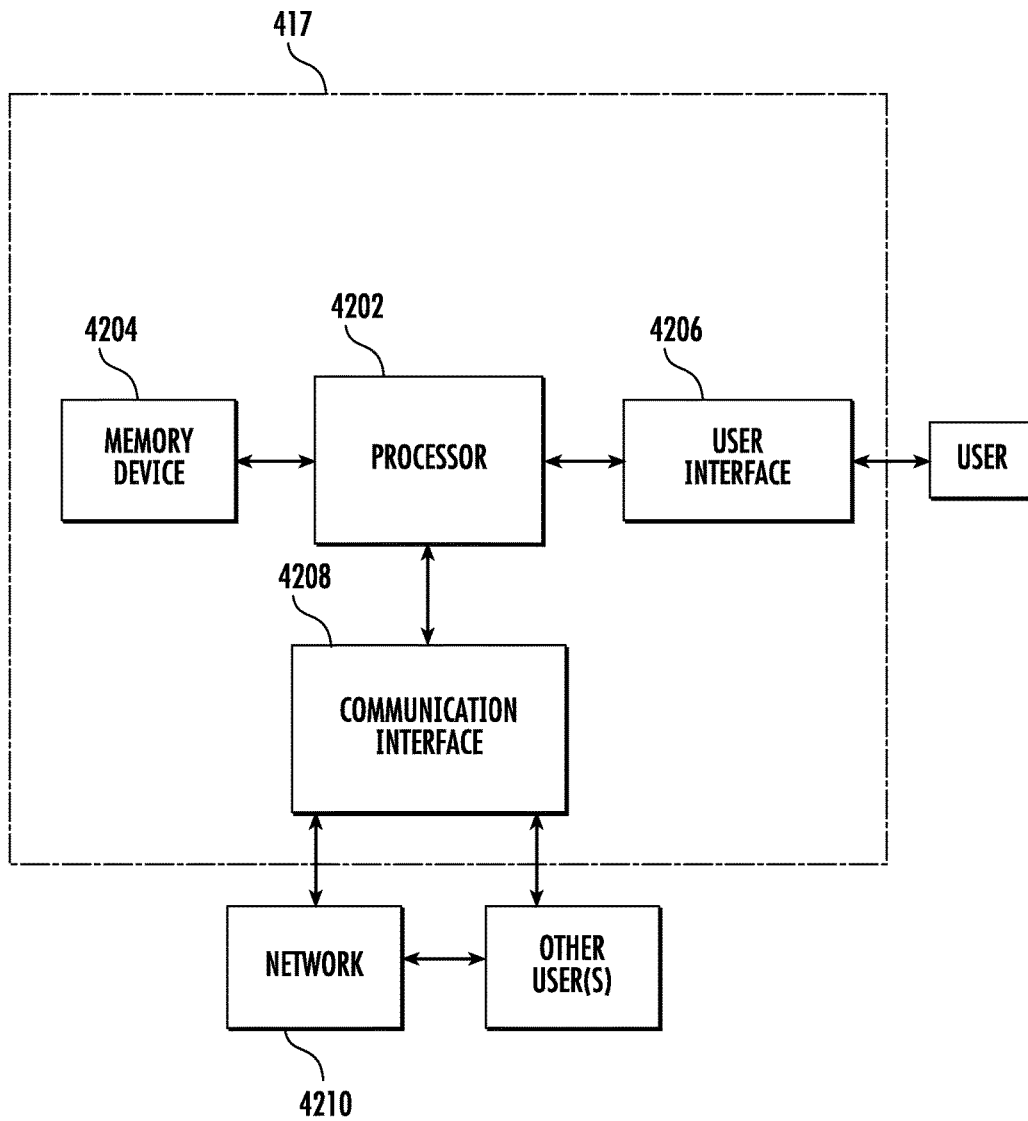 417
4204
4202
4206
MEMORY
DEVICE
PROCESSOR
USER
INTERFACE
USER
4208
COMMUNICATION
INTERFACE
NETWORK
OTHER
USER(S)
4210